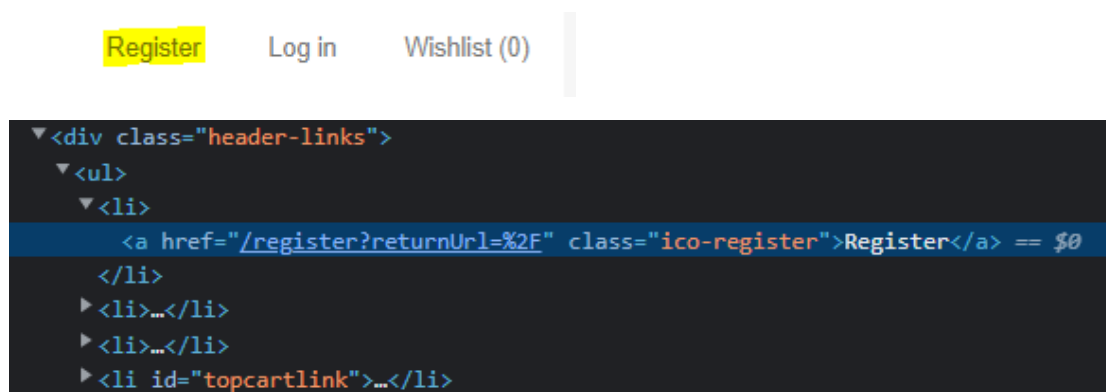 Register Log in Wishlist (0)
▼<div class="header-links">
▼<ul>
▼<li>
<a href="/register?returnUrl=%2F" class="ico-register">Register</a> == $0
</li>
▶<li>…</li>
▶<li>…</li>
▶<li id="topcartlink">…</li>